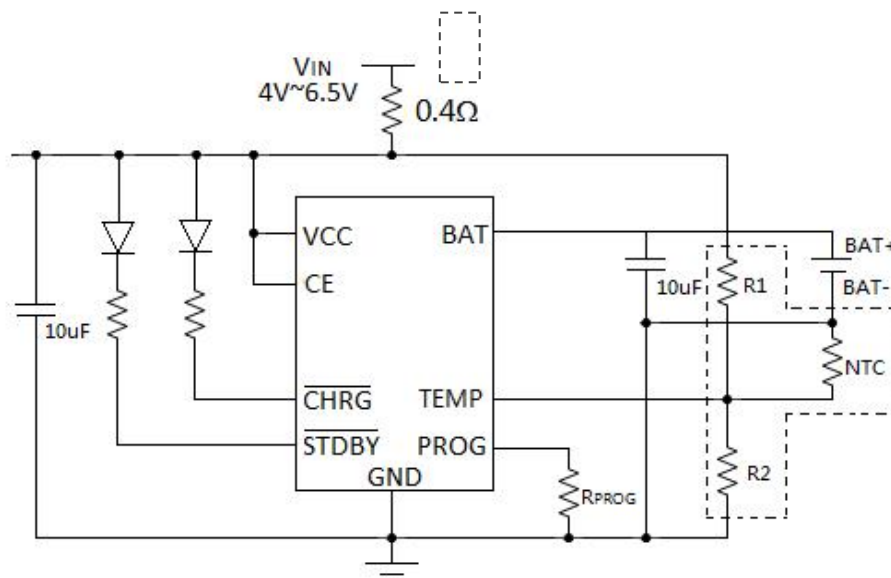 VIN
4V~6.5V
0.4Ω
VCC
BAT
BAT+
CE
10uF
R1
BAT-
10uF
NTC
CHRG
TEMP
STDBY
PROG
GND
RPROG
R2